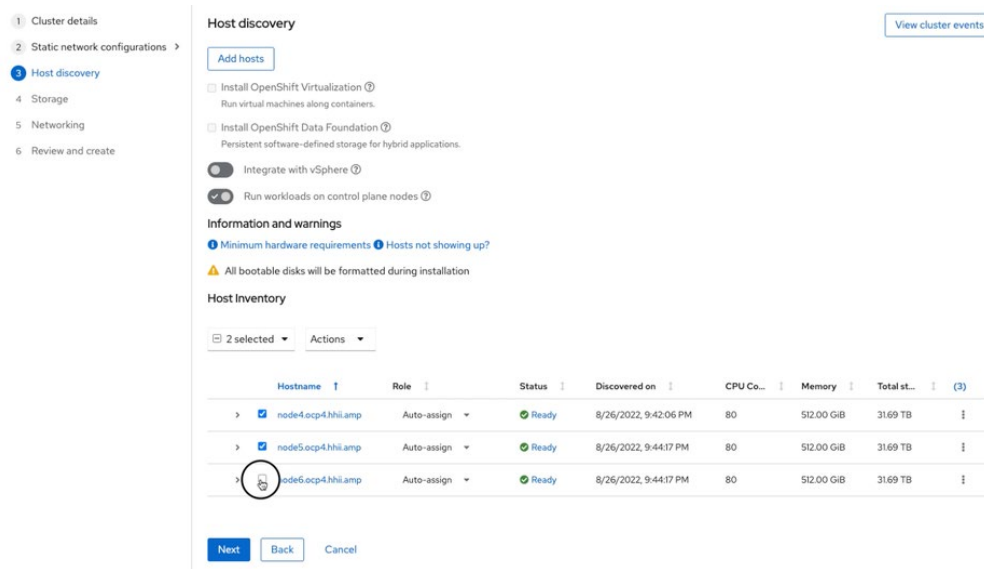 1 Cluster details
2 Static network configurations
3 Host discovery
4 Storage
5 Networking
6 Review and create
Host discovery
View cluster events
Add hosts
Install OpenShift Virtualization
Run virtual machines along containers.
Install OpenShift Data Foundation
Persistent software-defined storage for hybrid applications.
Integrate with vSphere
Run workloads on control plane nodes
Information and warnings
Minimum hardware requirements Hosts not showing up?
All bootable disks will be formatted during installation
Host Inventory
2 selected Actions
Hostname Role Status Discovered on CPU Co... Memory Total st... (3)
node4.ocp4.hhii.amp Auto-assign Ready 8/26/2022, 9:42:06 PM 80 512.00 GiB 31.69 TB
node5.ocp4.hhii.amp Auto-assign Ready 8/26/2022, 9:44:17 PM 80 512.00 GiB 31.69 TB
node6.ocp4.hhii.amp Auto-assign Ready 8/26/2022, 9:44:17 PM 80 512.00 GiB 31.69 TB
Next Back Cancel